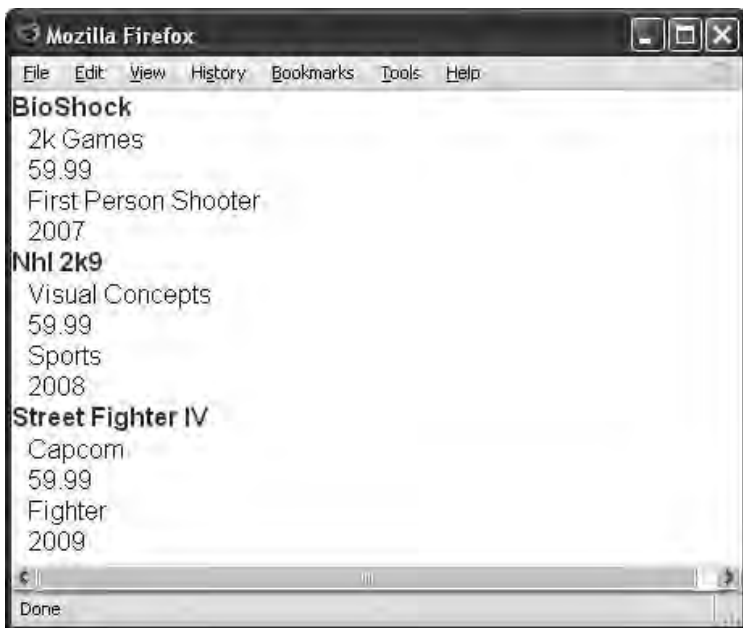 Mozilla Firefox
File Edit View History Bookmarks Tools Help
BioShock
2k Games
59.99
First Person Shooter
2007
Nhl 2k9
Visual Concepts
59.99
Sports
2008
Street Fighter IV
Capcom
59.99
Fighter
2009
Done